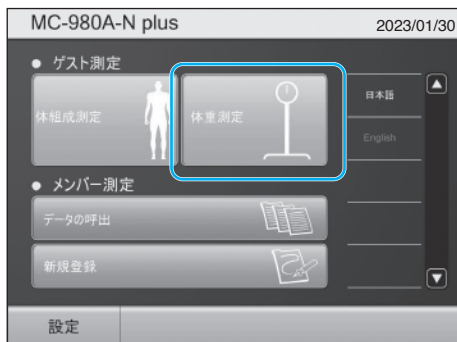 MC-980A-N plus
2023/01/30
● ゲスト測定
体組成測定
体重測定
日本語
English
● メンバー測定
データの呼出
新規登録
設定